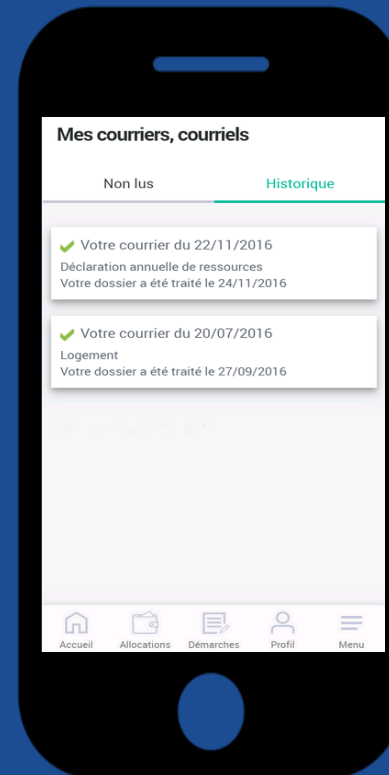 Mes courriers, courriels
Non lus
Historique
Votre courrier du 22/11/2016
Déclaration annuelle de ressources
Votre dossier a été traité le 24/11/2016
Votre courrier du 20/07/2016
Logement
Votre dossier a été traité le 27/09/2016
Accueil
Allocations
Démarches
Profil
Menu